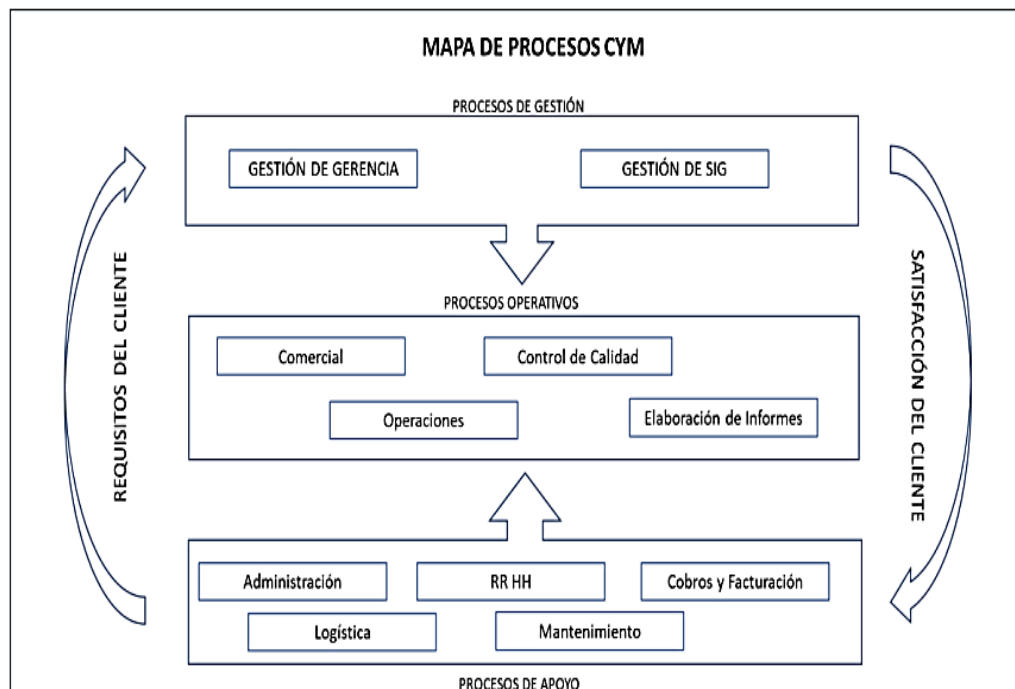 MAPA DE PROCESOS CYM
PROCESOS DE GESTIÓN
GESTIÓN DE GERENCIA
GESTIÓN DE SIG
REQUISITOS DEL CLIENTE
SATISFACCIÓN DEL CLIENTE
PROCESOS OPERATIVOS
Comercial
Control de Calidad
Operaciones
Elaboración de Informes
Administración
RR HH
Cobros y Facturación
Logística
Mantenimiento
PROCESOS DE APOYO